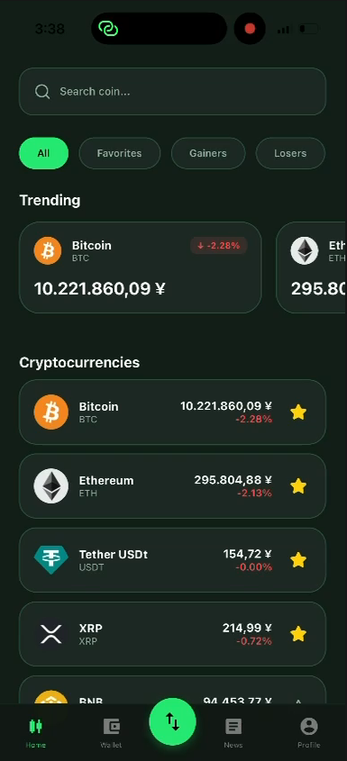 3:38
Search coin...
All Favorites Gainers Losers
Trending
Bitcoin ↓ -2.28%
BTC
10.221.860,09 ¥
Eth
ETH
295.80
Cryptocurrencies
Bitcoin 10.221.860,09 ¥
BTC -2.28%
Ethereum 295.804,88 ¥
ETH -2.13%
Tether USDt 154,72 ¥
USDT -0.00%
XRP 214,99 ¥
XRP -0.72%
BNB 94.453,77 ¥
Home Wallet News Profile